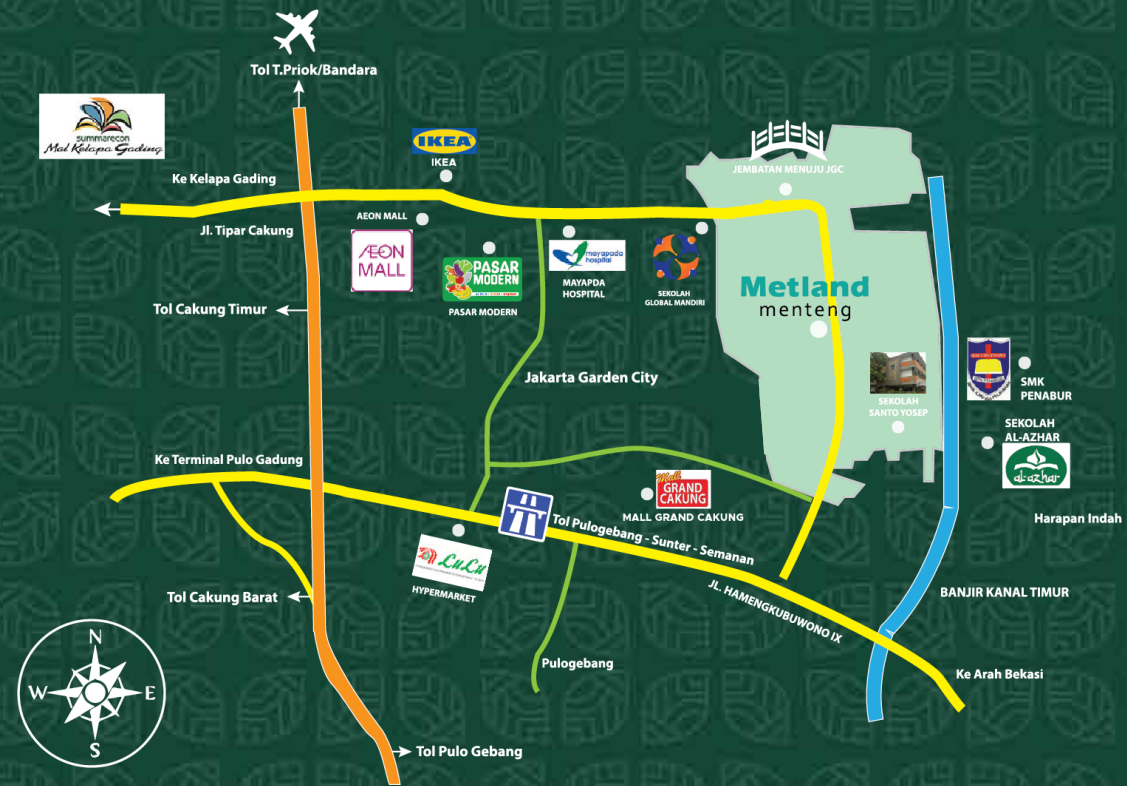 Tol T.Priok/Bandara
summarecon
Mal Kelapa Gading
IKEA
IKEA
JEMBATAN MENUJU JGC
Ke Kelapa Gading
AEON MALL
Jl. Tipar Cakung
ÆON
MALL
PASAR
MODERN
PASAR MODERN
mayapada
hospital
MAYAPDA
HOSPITAL
SEKOLAH
GLOBAL MANDIRI
Metland
menteng
Tol Cakung Timur
Jakarta Garden City
SEKOLAH
SANTO YOSEP
SMK
PENABUR
SEKOLAH
AL-AZHAR
al-azhar
Ke Terminal Pulo Gadung
Mall
GRAND
CAKUNG
MALL GRAND CAKUNG
Harapan Indah
Tol Pulogebang - Sunter - Semanan
LuLu
HYPERMARKET
JL. HAMENGKUBUWONO IX
Tol Cakung Barat
BANJIR KANAL TIMUR
N
W
E
S
Pulogebang
Ke Arah Bekasi
Tol Pulo Gebang